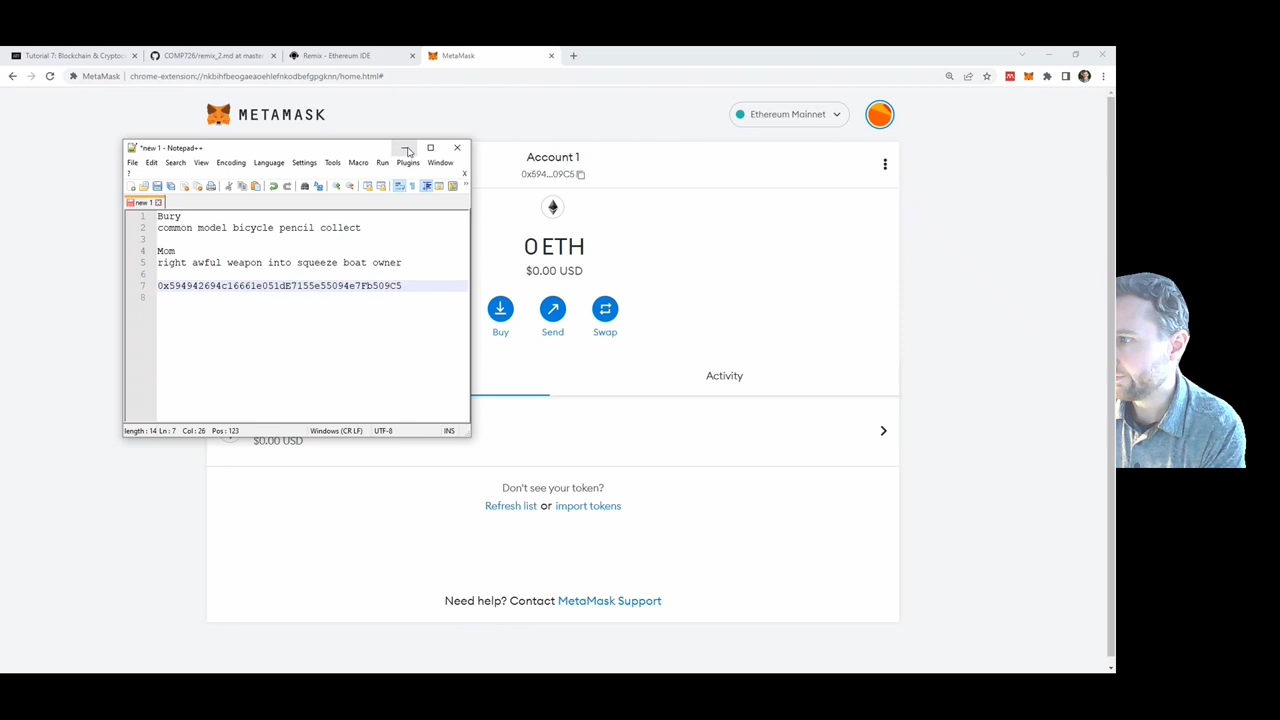 Tutorial 7: Blockchain & Cryptoc
COMP726/remix_2.md at master
Remix - Ethereum IDE
MetaMask
MetaMask | chrome-extension://nkbihfbeogaeaoehlefnkodbefgpgknn/home.html#
METAMASK
Ethereum Mainnet
*new 1 - Notepad++
File Edit Search View Encoding Language Settings Tools Macro Run Plugins Window
? X
new 1
1 Bury
2 common model bicycle pencil collect
3
4 Mom
5 right awful weapon into squeeze boat owner
6
7 0x594942694c16661e051dE7155e55094e7Fb509C5
8
length : 14 Ln : 7 Col : 26 Pos : 123 Windows (CR LF) UTF-8 INS
Account 1
0x594...09C5
0 ETH
$0.00 USD
Buy Send Swap
Activity
$0.00 USD
Don't see your token?
Refresh list or import tokens
Need help? Contact MetaMask Support